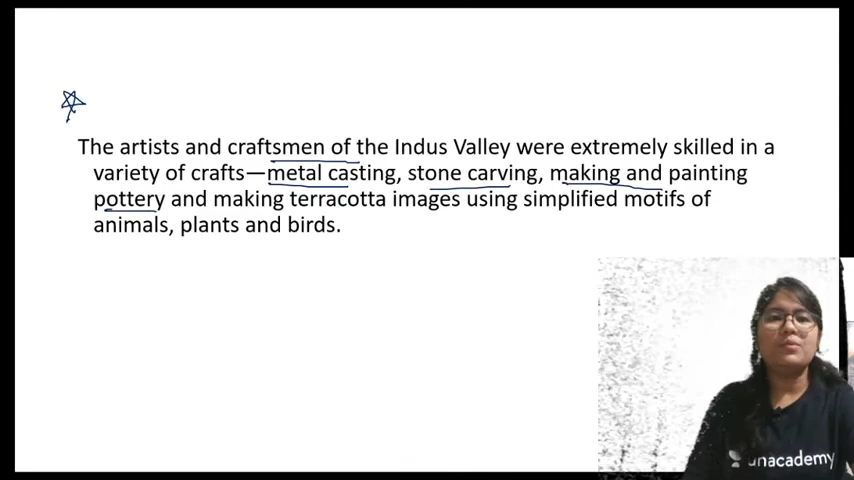 The artists and craftsmen of the Indus Valley were extremely skilled in a
variety of crafts—metal casting, stone carving, making and painting
pottery and making terracotta images using simplified motifs of
animals, plants and birds.
unacademy